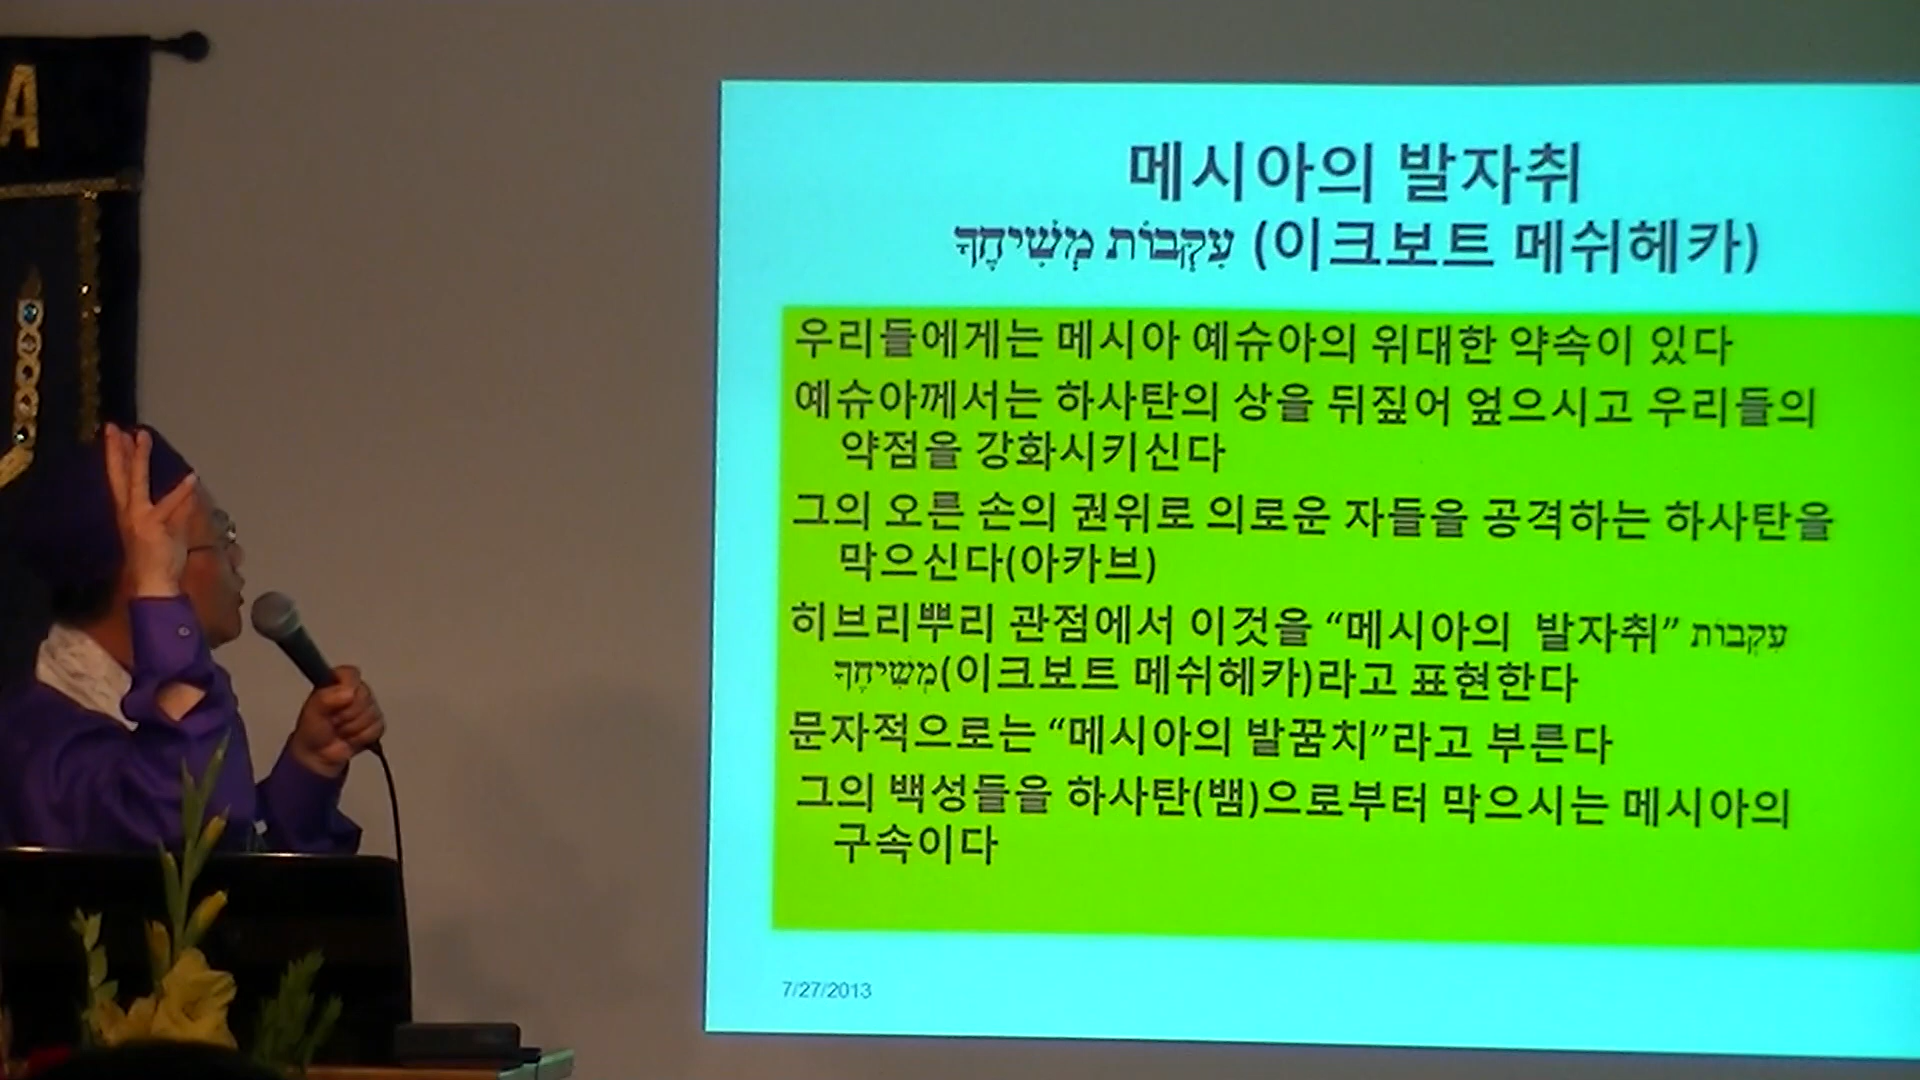 A
메시아의 발자취
עִקְּבוֹת מְשִׁיחֶךָ (이크보트 메쉬헤카)
우리들에게는 메시아 예슈아의 위대한 약속이 있다
예슈아께서는 하사탄의 상을 뒤짚어 엎으시고 우리들의
약점을 강화시키신다
그의 오른 손의 권위로 의로운 자들을 공격하는 하사탄을
막으신다(아카브)
히브리뿌리 관점에서 이것을 “메시아의 발자취” עִקְּבוֹת
מְשִׁיחֶךָ(이크보트 메쉬헤카)라고 표현한다
문자적으로는 “메시아의 발꿈치”라고 부른다
그의 백성들을 하사탄(뱀)으로부터 막으시는 메시아의
구속이다
7/27/2013